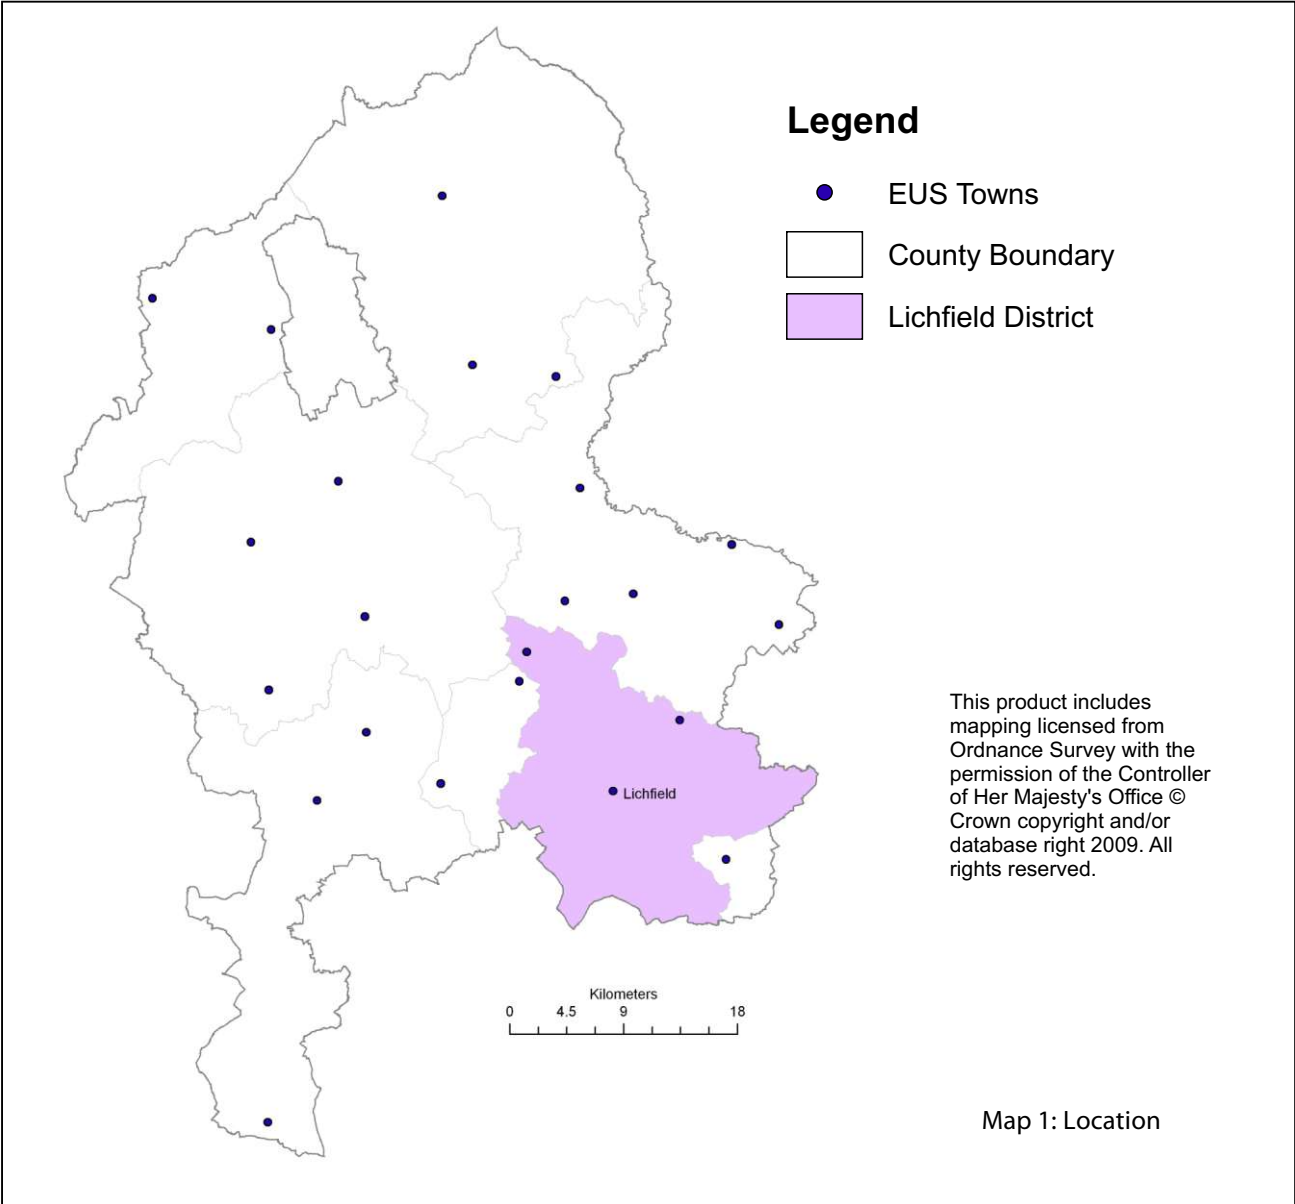 Legend
EUS Towns
County Boundary
Lichfield District
This product includes
mapping licensed from
Ordnance Survey with the
permission of the Controller
of Her Majesty's Office ©
Crown copyright and/or
database right 2009. All
rights reserved.
Lichfield
Kilometers
0 4.5 9 18
Map 1: Location